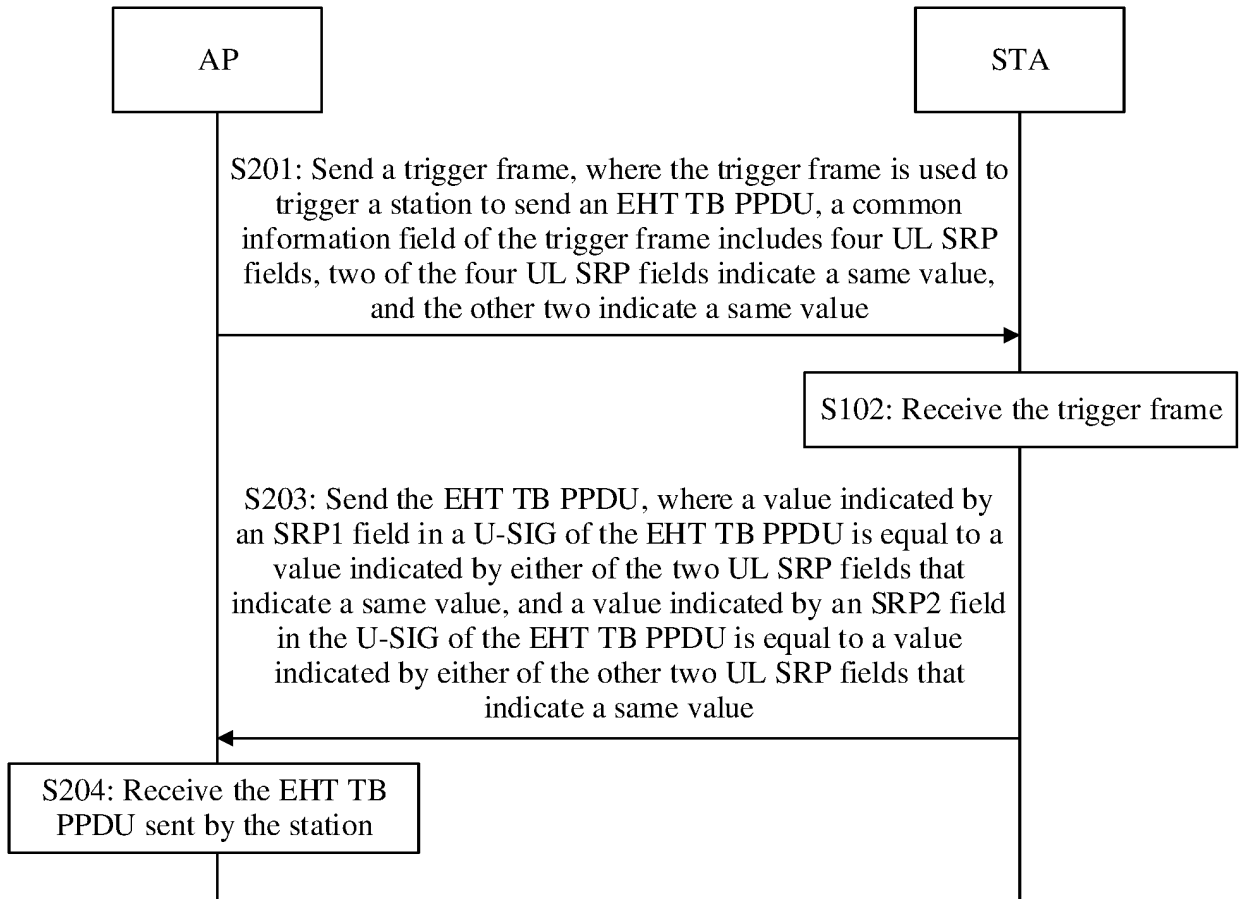 AP
STA
S201: Send a trigger frame, where the trigger frame is used to
trigger a station to send an EHT TB PPDU, a common
information field of the trigger frame includes four UL SRP
fields, two of the four UL SRP fields indicate a same value,
and the other two indicate a same value
S102: Receive the trigger frame
S203: Send the EHT TB PPDU, where a value indicated by
an SRP1 field in a U-SIG of the EHT TB PPDU is equal to a
value indicated by either of the two UL SRP fields that
indicate a same value, and a value indicated by an SRP2 field
in the U-SIG of the EHT TB PPDU is equal to a value
indicated by either of the other two UL SRP fields that
indicate a same value
S204: Receive the EHT TB
PPDU sent by the station